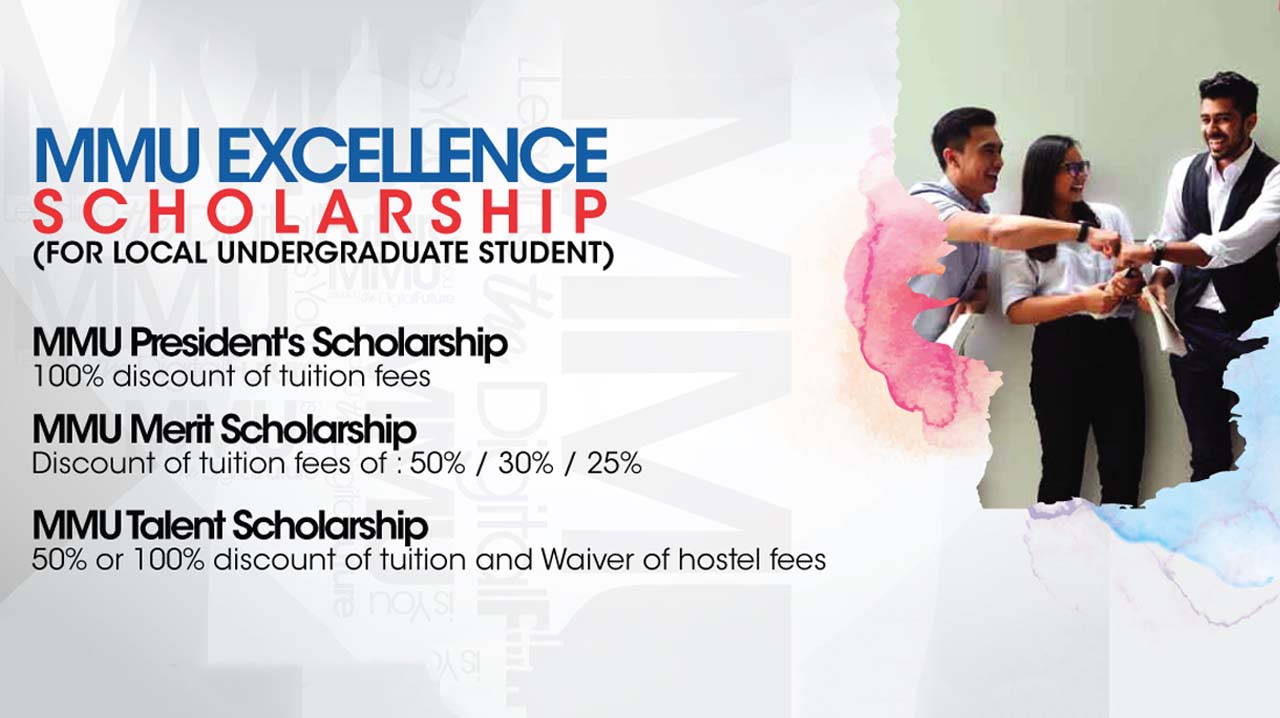 MMU EXCELLENCE
SCHOLARSHIP
(FOR LOCAL UNDERGRADUATE STUDENT)
MMU President's Scholarship
100% discount of tuition fees
MMU Merit Scholarship
Discount of tuition fees of : 50% / 30% / 25%
MMU Talent Scholarship
50% or 100% discount of tuition and Waiver of hostel fees